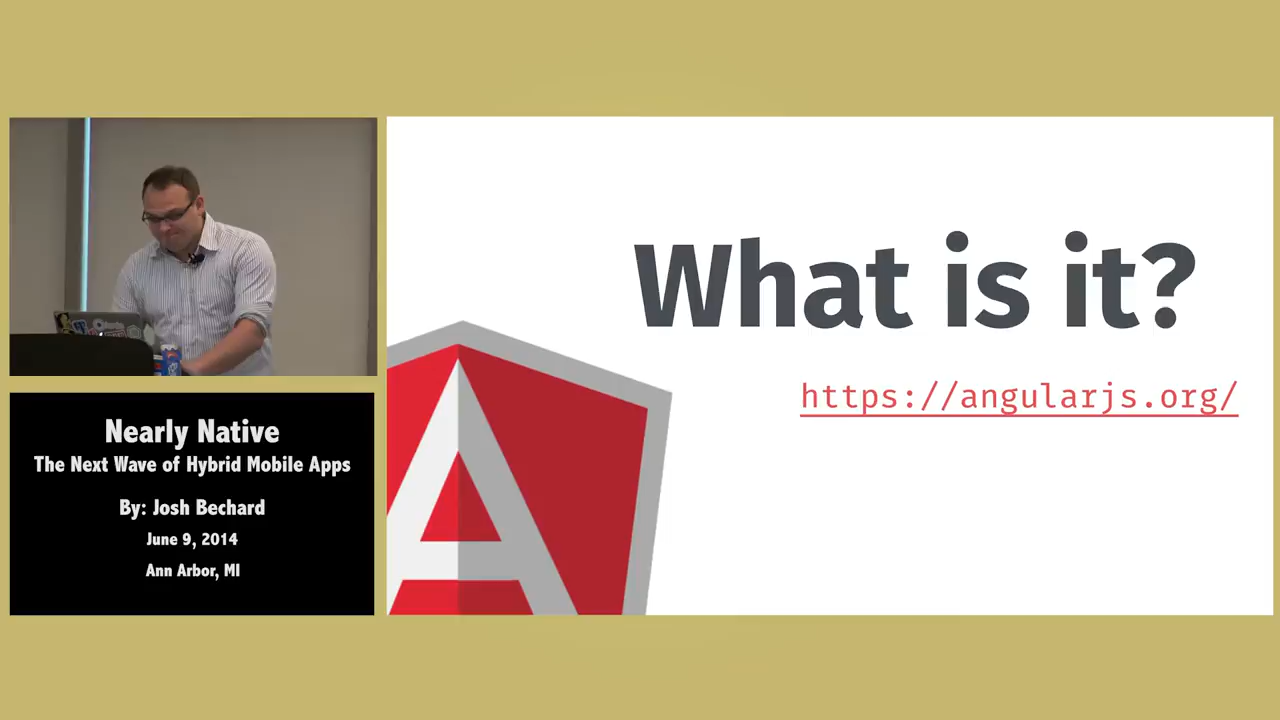 What is it?
https://angularjs.org/
Nearly Native
The Next Wave of Hybrid Mobile Apps
By: Josh Bechard
June 9, 2014
Ann Arbor, MI